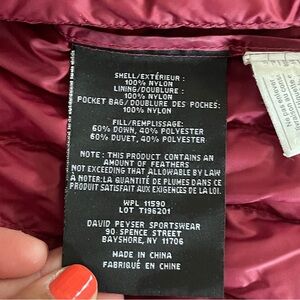 SHELL/EXTÉRIEUR :
100% NYLON
LINING/DOUBLURE :
100% NYLON
POCKET BAG/DOUBLURE DES POCHES:
100% NYLON
FILL/REMPLISSAGE:
60% DOWN, 40% POLYESTER
60% DUVET, 40% POLYESTER
NOTE : THIS PRODUCT CONTAINS AN
AMOUNT OF FEATHERS
NOT EXCEEDING THAT ALLOWABLE BY LAW
À NOTER:LA QUANTITÉ DE PLUMES DANS CE
PRODUIT SATISFAIT AUX EXIGENCES DE LA LOI.
WPL 11590
LOT T196201
DAVID PEYSER SPORTSWEAR
90 SPENCE STREET
BAYSHORE, NY 11706
MADE IN CHINA
FABRIQUÉ EN CHINE